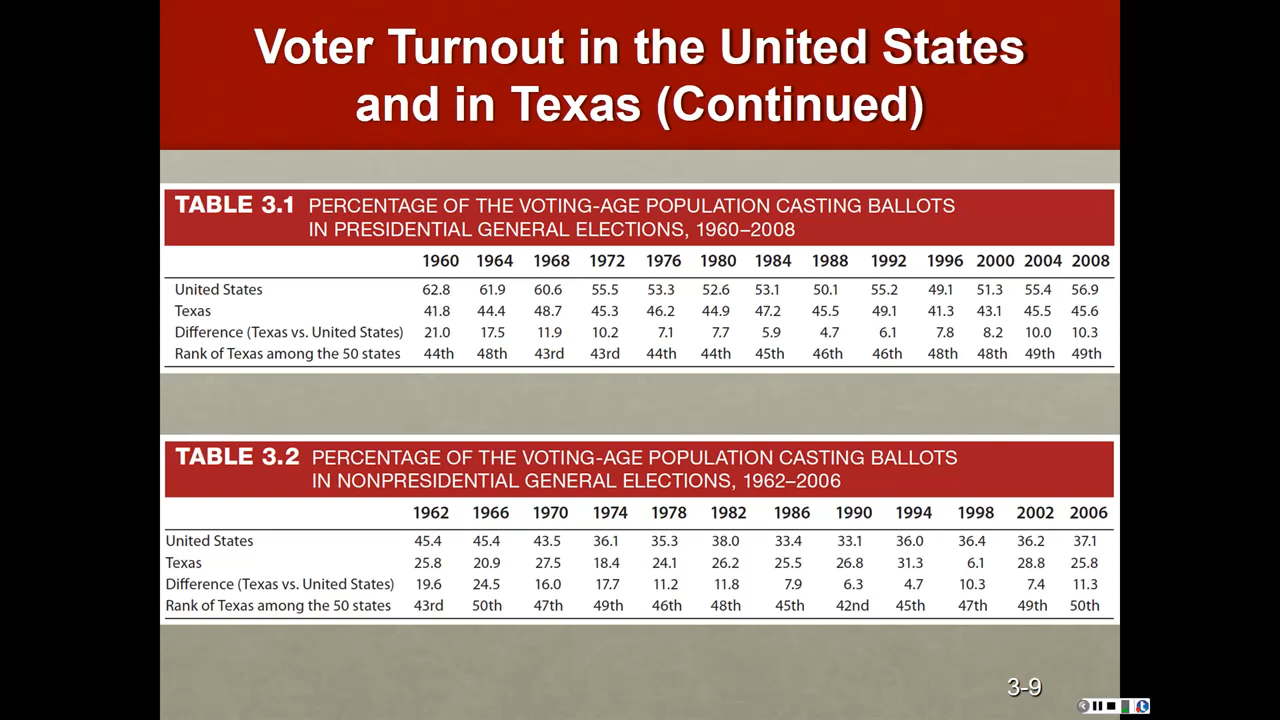 Voter Turnout in the United States
and in Texas (Continued)
TABLE 3.1 PERCENTAGE OF THE VOTING-AGE POPULATION CASTING BALLOTS
IN PRESIDENTIAL GENERAL ELECTIONS, 1960–2008
1960 1964 1968 1972 1976 1980 1984 1988 1992 1996 2000 2004 2008
United States 62.8 61.9 60.6 55.5 53.3 52.6 53.1 50.1 55.2 49.1 51.3 55.4 56.9
Texas 41.8 44.4 48.7 45.3 46.2 44.9 47.2 45.5 49.1 41.3 43.1 45.5 45.6
Difference (Texas vs. United States) 21.0 17.5 11.9 10.2 7.1 7.7 5.9 4.7 6.1 7.8 8.2 10.0 10.3
Rank of Texas among the 50 states 44th 48th 43rd 43rd 44th 44th 45th 46th 46th 48th 48th 49th 49th
TABLE 3.2 PERCENTAGE OF THE VOTING-AGE POPULATION CASTING BALLOTS
IN NONPRESIDENTIAL GENERAL ELECTIONS, 1962–2006
1962 1966 1970 1974 1978 1982 1986 1990 1994 1998 2002 2006
United States 45.4 45.4 43.5 36.1 35.3 38.0 33.4 33.1 36.0 36.4 36.2 37.1
Texas 25.8 20.9 27.5 18.4 24.1 26.2 25.5 26.8 31.3 6.1 28.8 25.8
Difference (Texas vs. United States) 19.6 24.5 16.0 17.7 11.2 11.8 7.9 6.3 4.7 10.3 7.4 11.3
Rank of Texas among the 50 states 43rd 50th 47th 49th 46th 48th 45th 42nd 45th 47th 49th 50th
3-9